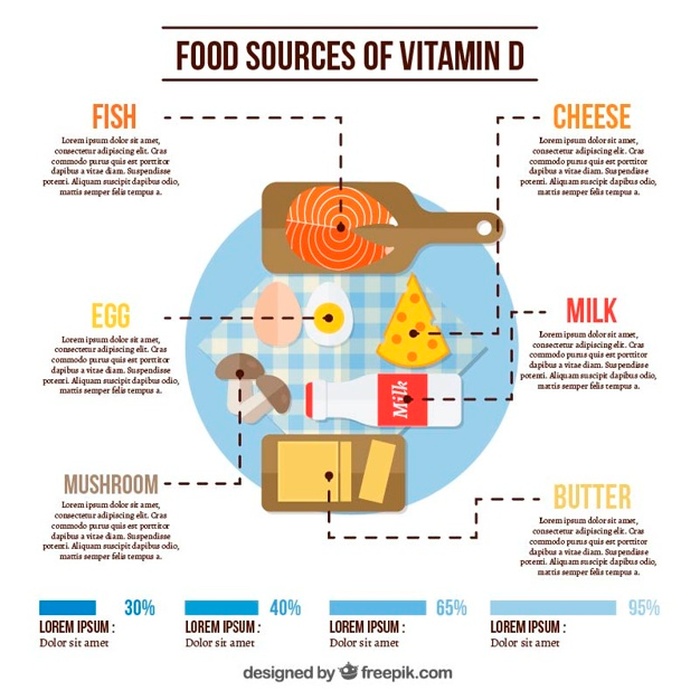 FOOD SOURCES OF VITAMIN D
FISH
Lorem ipsum dolor sit amet,
consectetur adipiscing elit. Cras
commodo purus quis est porttitor
dapibus a vitae diam. Suspendisse
potenti. Aliquam suscipit dapibus odio,
mattis semper felis tempus a.
CHEESE
Lorem ipsum dolor sit amet,
consectetur adipiscing elit. Cras
commodo purus quis est porttitor
dapibus a vitae diam. Suspendisse
potenti. Aliquam suscipit dapibus odio,
mattis semper felis tempus a.
EGG
Lorem ipsum dolor sit amet,
consectetur adipiscing elit. Cras
commodo purus quis est porttitor
dapibus a vitae diam. Suspendisse
potenti. Aliquam suscipit dapibus odio,
mattis semper felis tempus a.
MILK
Lorem ipsum dolor sit amet,
consectetur adipiscing elit. Cras
commodo purus quis est porttitor
dapibus a vitae diam. Suspendisse
potenti. Aliquam suscipit dapibus odio,
mattis semper felis tempus a.
Milk
MUSHROOM
Lorem ipsum dolor sit amet,
consectetur adipiscing elit. Cras
commodo purus quis est porttitor
dapibus a vitae diam. Suspendisse
potenti. Aliquam suscipit dapibus odio,
mattis semper felis tempus a.
BUTTER
Lorem ipsum dolor sit amet,
consectetur adipiscing elit. Cras
commodo purus quis est porttitor
dapibus a vitae diam. Suspendisse
potenti. Aliquam suscipit dapibus odio,
mattis semper felis tempus a.
30%
LOREM IPSUM :
Dolor sit amet
40%
LOREM IPSUM :
Dolor sit amet
65%
LOREM IPSUM :
Dolor sit amet
95%
LOREM IPSUM :
Dolor sit amet
designed by freepik.com